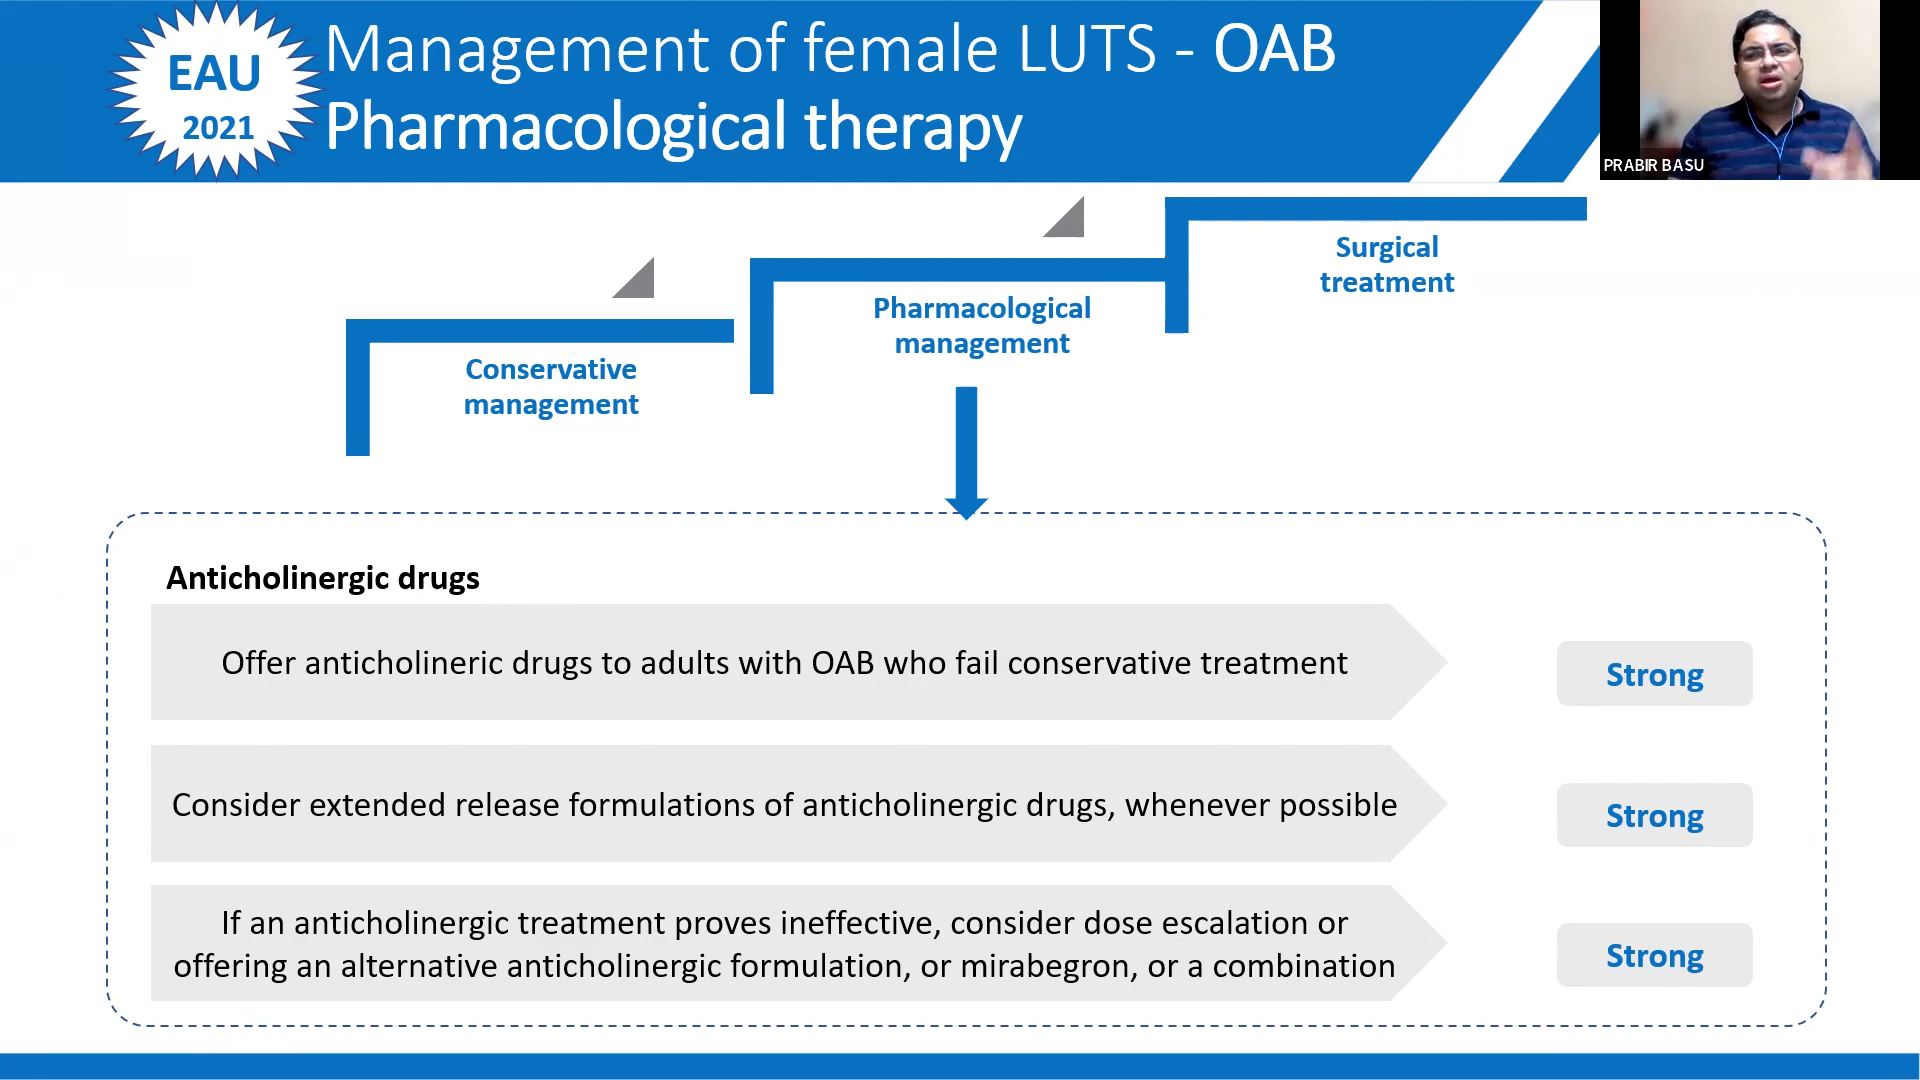 EAU
2021
Management of female LUTS - OAB
Pharmacological therapy
PRABIR BASU
Surgical
treatment
Pharmacological
management
Conservative
management
Anticholinergic drugs
Offer anticholineric drugs to adults with OAB who fail conservative treatment
Strong
Consider extended release formulations of anticholinergic drugs, whenever possible
Strong
If an anticholinergic treatment proves ineffective, consider dose escalation or
offering an alternative anticholinergic formulation, or mirabegron, or a combination
Strong